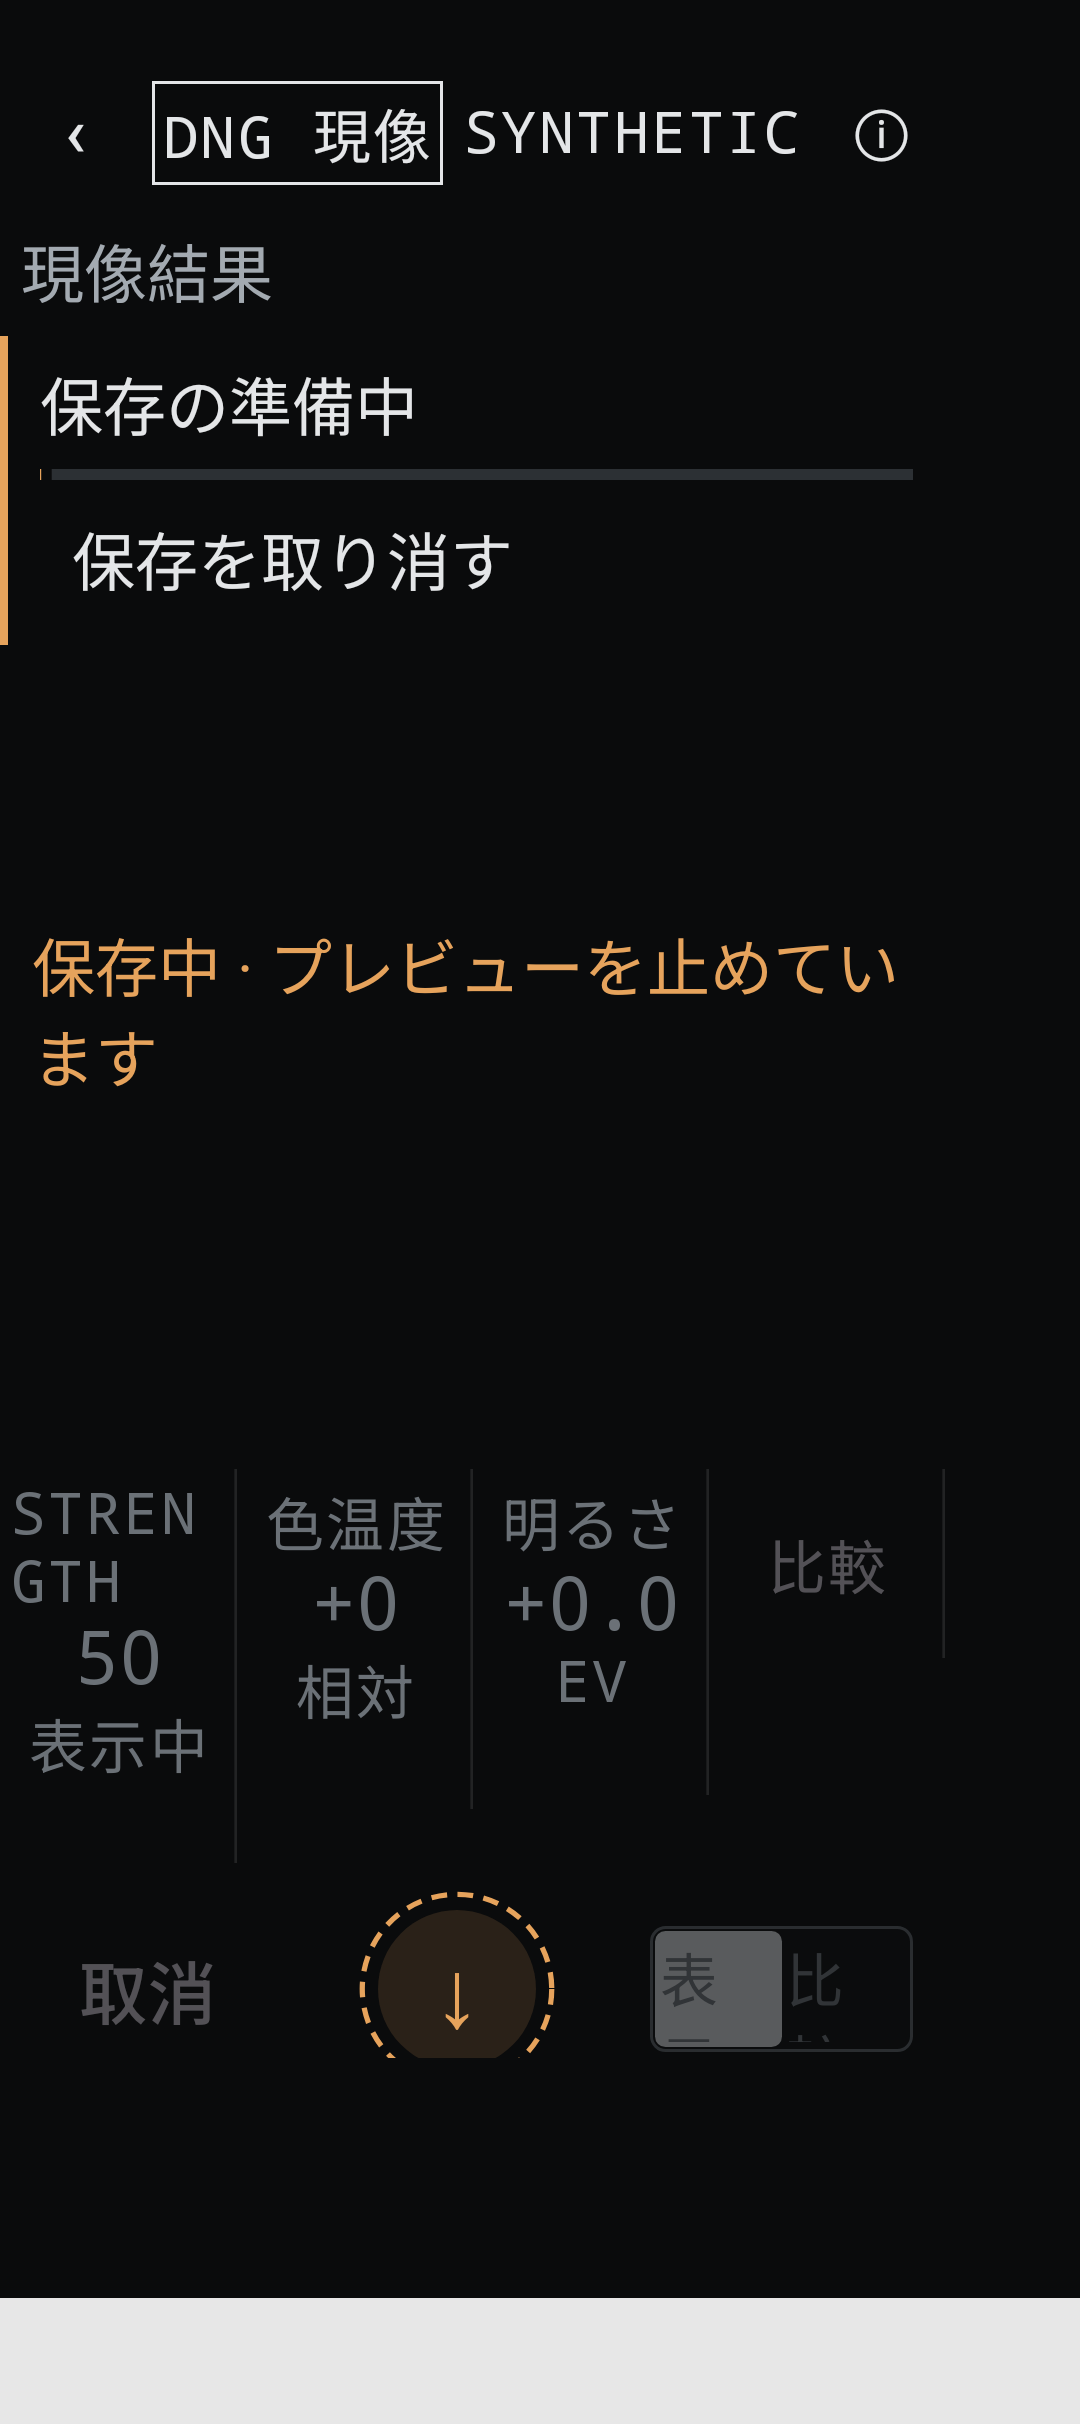 ‹ DNG 現像 SYNTHETIC ⓘ
現像結果
保存の準備中
保存を取り消す
保存中 · プレビューを止めてい
ます
STREN
GTH
50
表示中
色温度
+0
相対
明るさ
+0.0
EV
比較
取消
↓
表
比